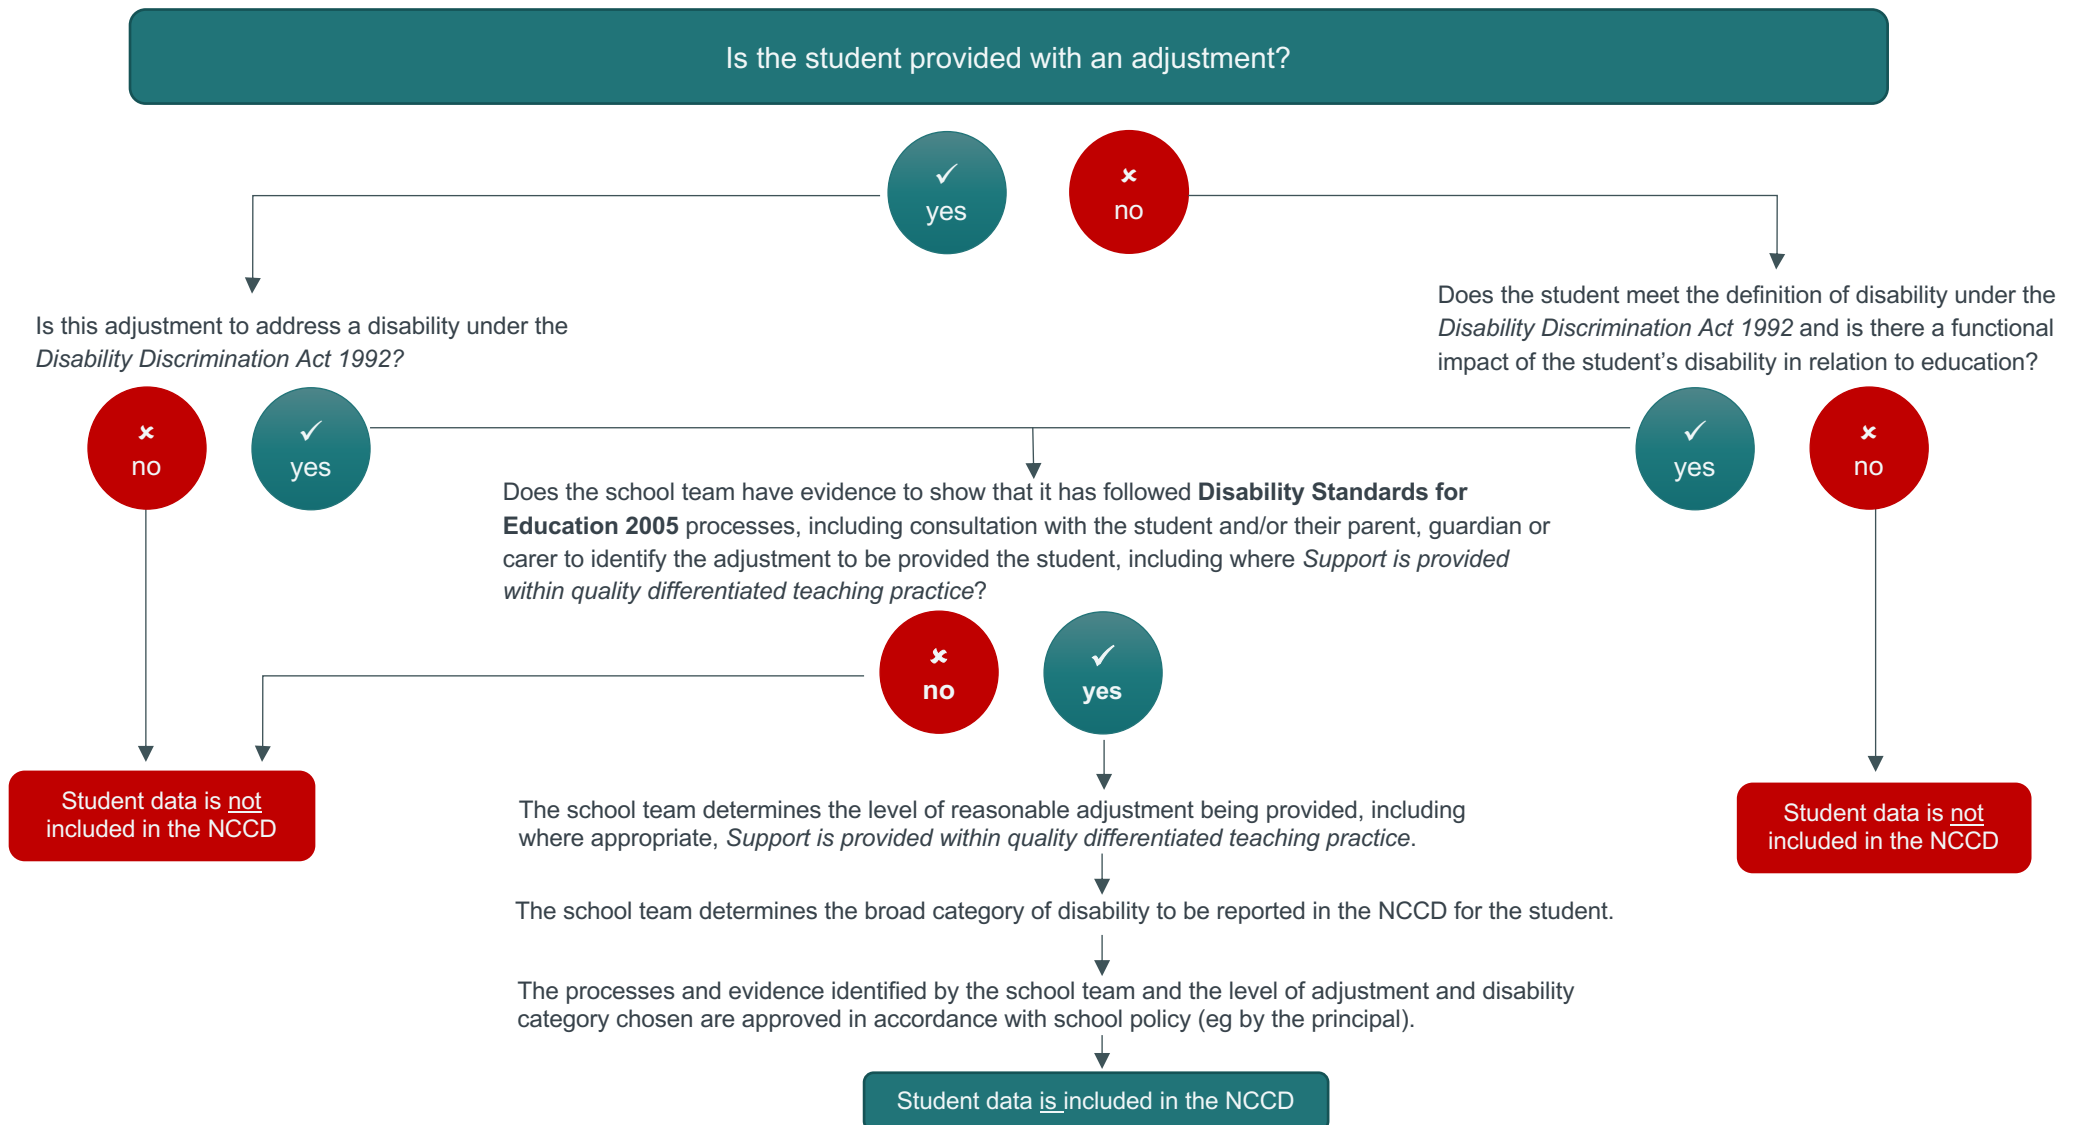 Is the student provided with an adjustment?
✓
yes
×
no
Is this adjustment to address a disability under the
Disability Discrimination Act 1992?
Does the student meet the definition of disability under the
Disability Discrimination Act 1992 and is there a functional
impact of the student’s disability in relation to education?
×
no
✓
yes
✓
yes
×
no
Does the school team have evidence to show that it has followed Disability Standards for
Education 2005 processes, including consultation with the student and/or their parent, guardian or
carer to identify the adjustment to be provided the student, including where Support is provided
within quality differentiated teaching practice?
×
no
✓
yes
Student data is not
included in the NCCD
The school team determines the level of reasonable adjustment being provided, including
where appropriate, Support is provided within quality differentiated teaching practice.
Student data is not
included in the NCCD
The school team determines the broad category of disability to be reported in the NCCD for the student.
The processes and evidence identified by the school team and the level of adjustment and disability
category chosen are approved in accordance with school policy (eg by the principal).
Student data is included in the NCCD